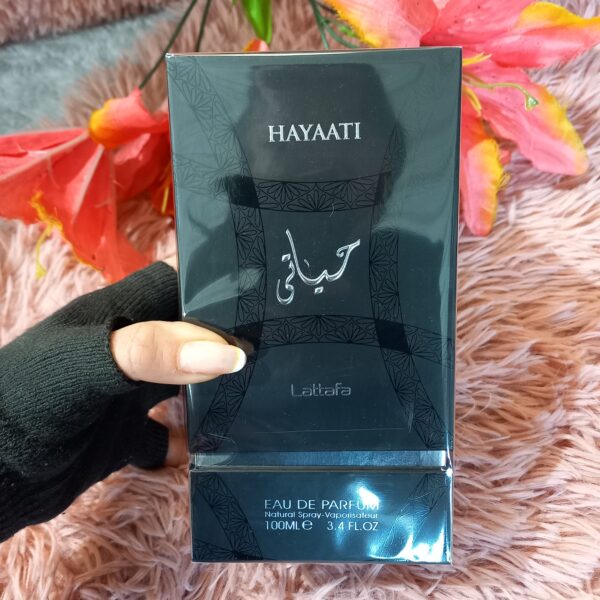 HAYAATI
حياتي
Lattafa
EAU DE PARFUM
Natural Spray-Vaporisateur
100ML℮ 3.4 FL.OZ